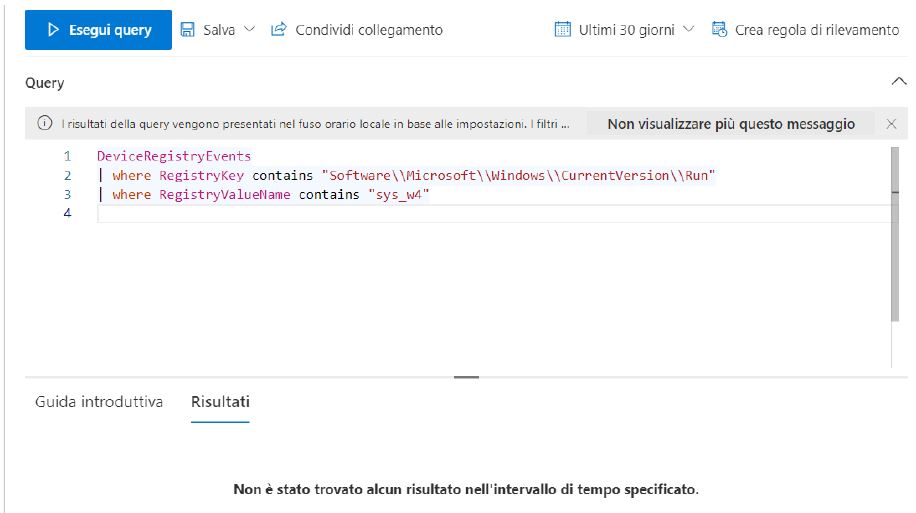 Esegui query Salva Condividi collegamento Ultimi 30 giorni Crea regola di rilevamento
Query
I risultati della query vengono presentati nel fuso orario locale in base alle impostazioni. I filtri ... Non visualizzare più questo messaggio
1 DeviceRegistryEvents
2 | where RegistryKey contains "Software\\Microsoft\\Windows\\CurrentVersion\\Run"
3 | where RegistryValueName contains "sys_w4"
4
Guida introduttiva Risultati
Non è stato trovato alcun risultato nell'intervallo di tempo specificato.